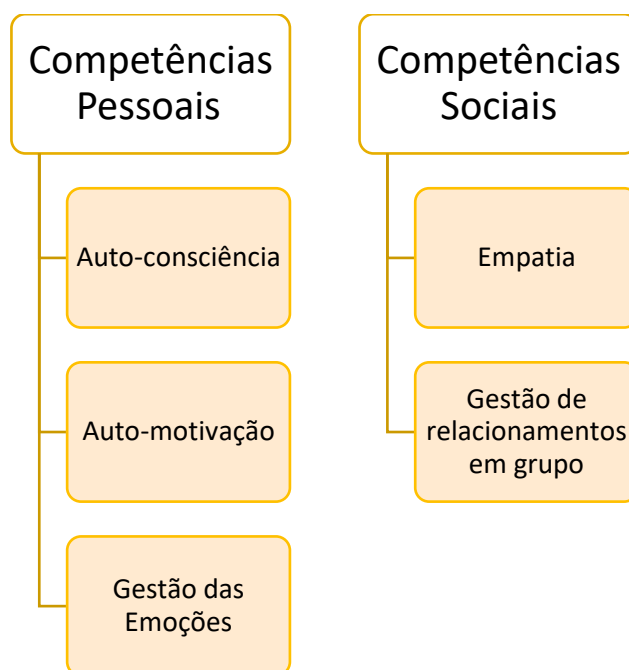 Competências
Pessoais
Auto-consciência
Auto-motivação
Gestão das
Emoções
Competências
Sociais
Empatia
Gestão de
relacionamentos
em grupo